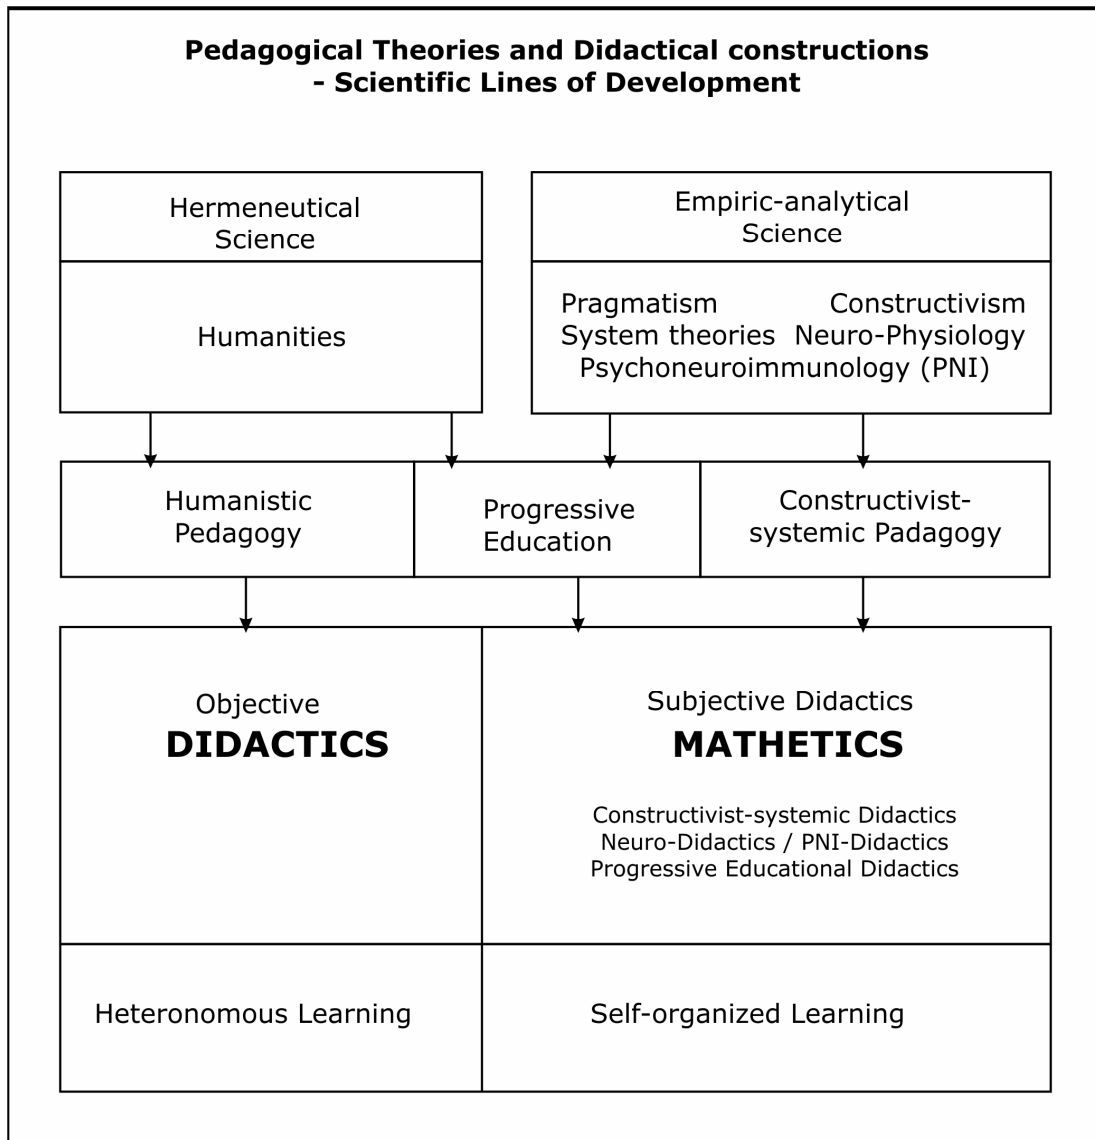 Pedagogical Theories and Didactical constructions
– Scientific Lines of Development
Hermeneutical
Science
Humanities
Empiric-analytical
Science
Pragmatism Constructivism
System theories Neuro-Physiology
Psychoneuroimmunology (PNI)
Humanistic
Pedagogy
Progressive
Education
Constructivist-
systemic Padagogy
Objective
DIDACTICS
Subjective Didactics
MATHETICS
Constructivist-systemic Didactics
Neuro-Didactics / PNI-Didactics
Progressive Educational Didactics
Heteronomous Learning
Self-organized Learning